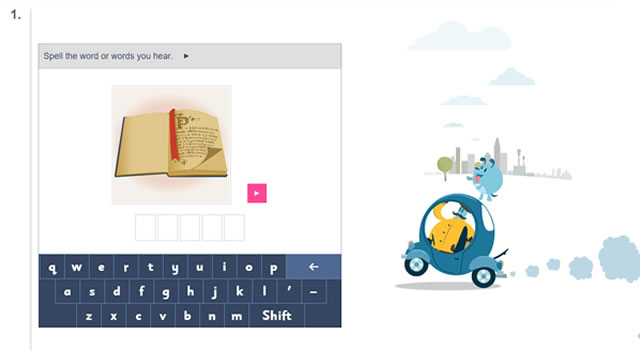 1.
Spell the word or words you hear.
q w e r t y u i o p ←
a s d f g h j k l ' –
z x c v b n m Shift